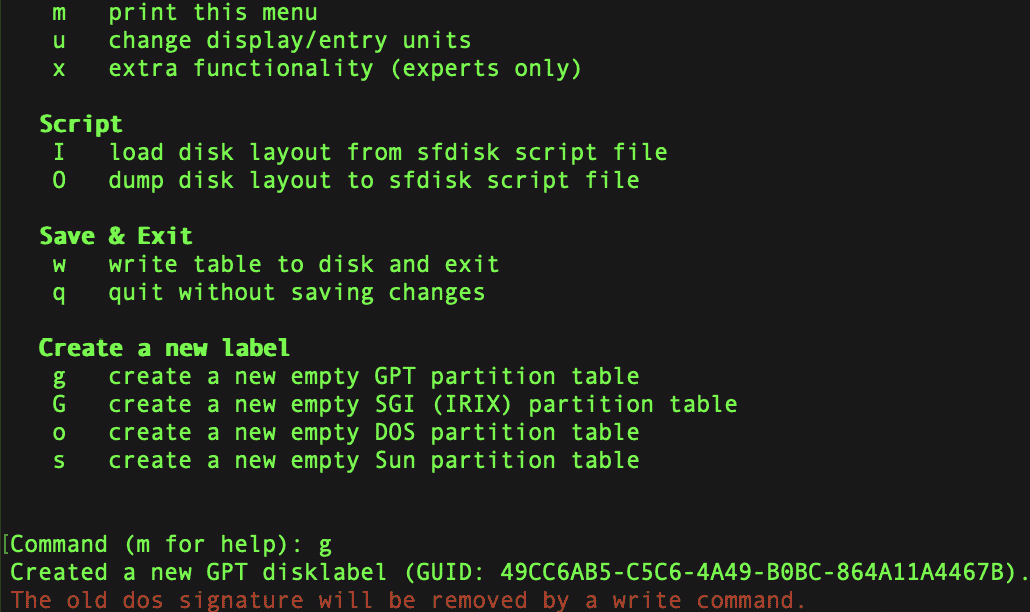 m   print this menu
u   change display/entry units
x   extra functionality (experts only)
Script
I   load disk layout from sfdisk script file
O   dump disk layout to sfdisk script file
Save & Exit
w   write table to disk and exit
q   quit without saving changes
Create a new label
g   create a new empty GPT partition table
G   create a new empty SGI (IRIX) partition table
o   create a new empty DOS partition table
s   create a new empty Sun partition table
[Command (m for help): g
Created a new GPT disklabel (GUID: 49CC6AB5-C5C6-4A49-B0BC-864A11A4467B).
The old dos signature will be removed by a write command.